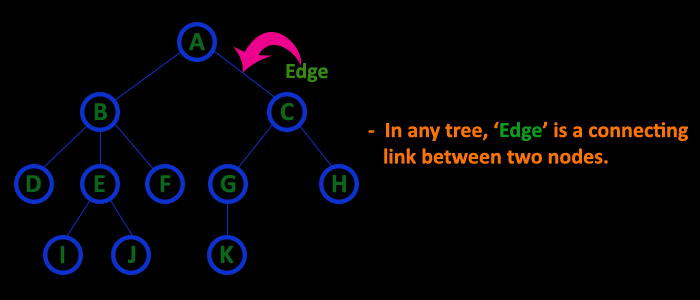 A
Edge
B
C
- In any tree, ‘Edge’ is a connecting
link between two nodes.
D
E
F
G
H
I
J
K